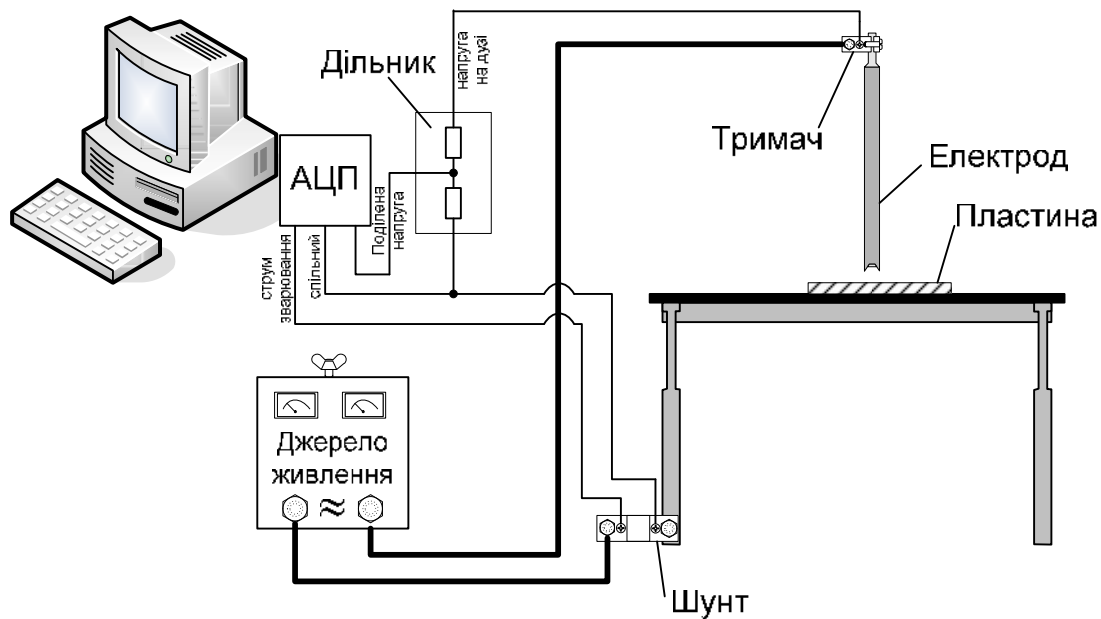 Дільник
напруга
на дузі
Тримач
Електрод
Пластина
АЦП
Поділена
напруга
струм
зварювання
спільний
Джерело
живлення
≈
Шунт